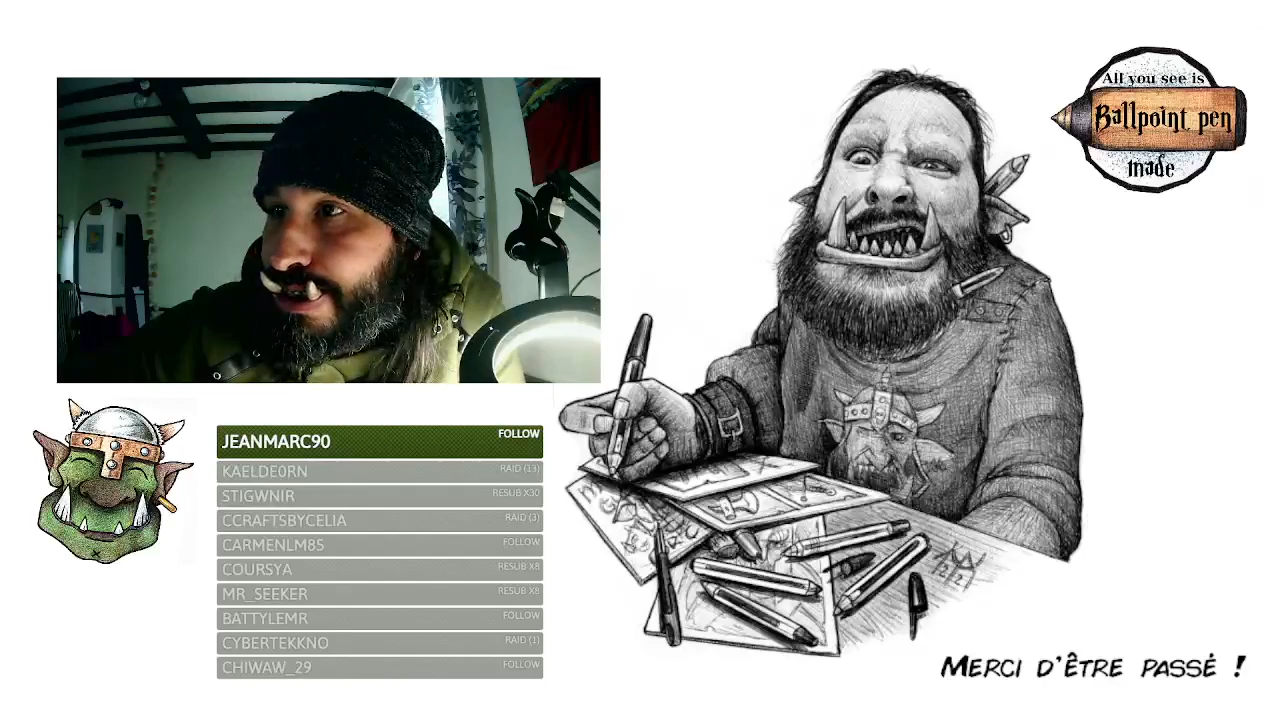 All you see is
Ballpoint pen
made
JEANMARC90 FOLLOW
KAELDE0RN RAID (13)
STIGWNIR RESUB X30
CCRAFTSBYCELIA RAID (3)
CARMENLM85 FOLLOW
COURSYA RESUB X8
MR_SEEKER RESUB X8
BATTYLEMR FOLLOW
CYBERTEKKNO RAID (1)
CHIWAW_29 FOLLOW
MERCI D'ÊTRE PASSÉ !